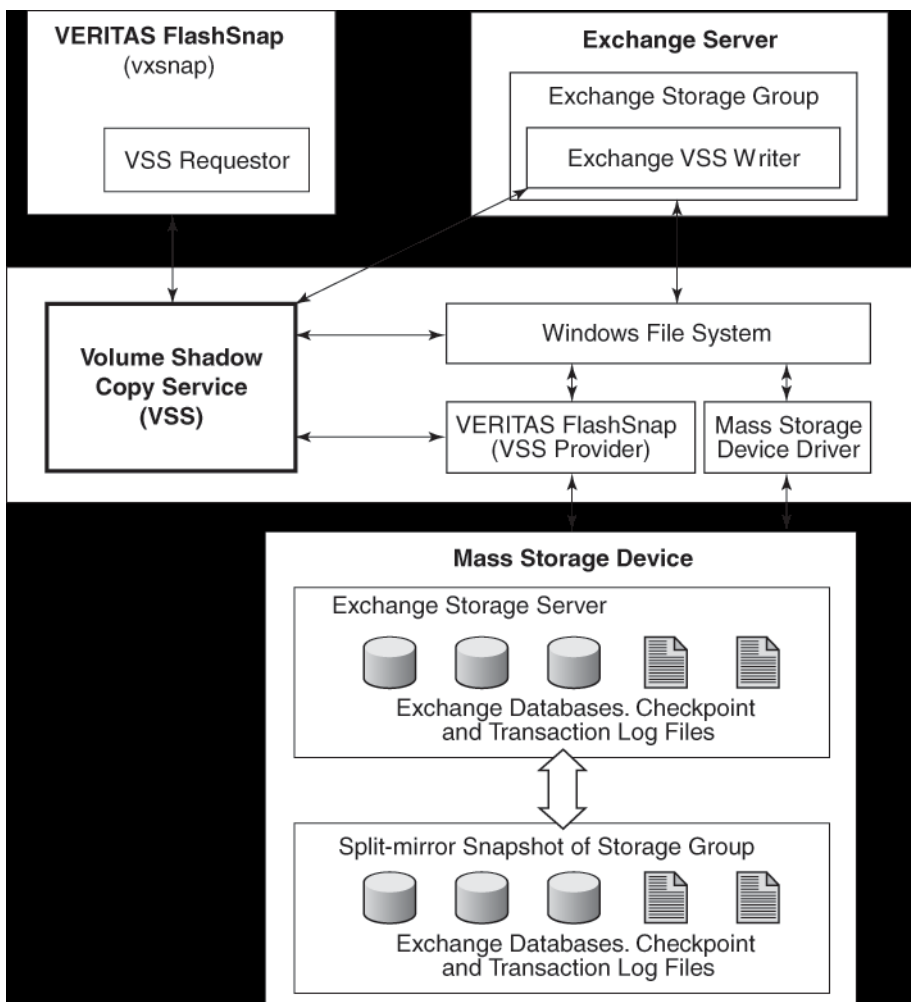 VERITAS FlashSnap
(vxsnap)
VSS Requestor
Exchange Server
Exchange Storage Group
Exchange VSS Writer
Volume Shadow
Copy Service
(VSS)
Windows File System
VERITAS FlashSnap
(VSS Provider)
Mass Storage
Device Driver
Mass Storage Device
Exchange Storage Server
Exchange Databases. Checkpoint
and Transaction Log Files
Split-mirror Snapshot of Storage Group
Exchange Databases. Checkpoint
and Transaction Log Files